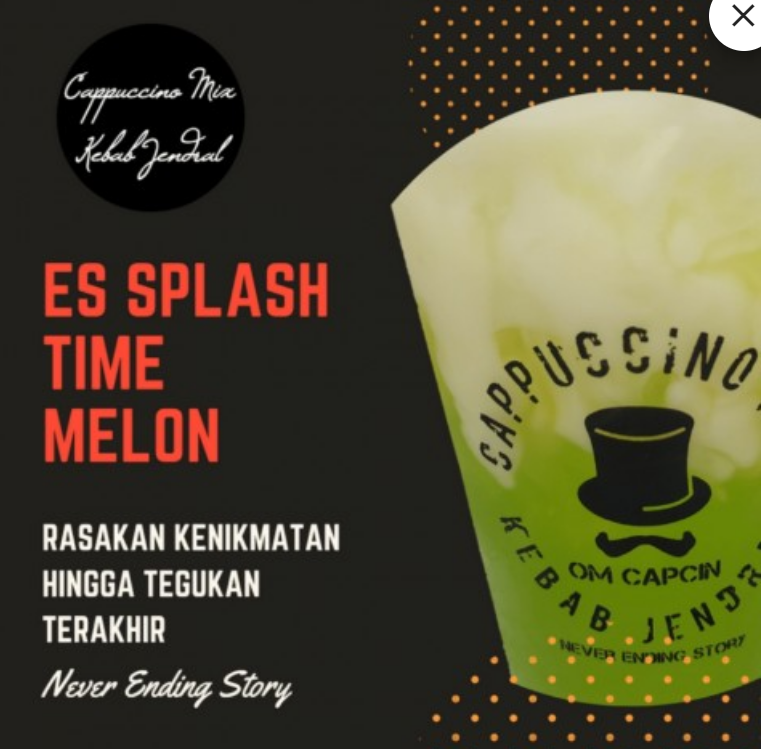 Cappuccino Mix
Kebab Jendral
ES SPLASH
TIME
MELON
RASAKAN KENIKMATAN
HINGGA TEGUKAN
TERAKHIR
Never Ending Story
CAPPUCCINO
OM CAPCIN
KEBAB JENDR
NEVER ENDING STORY